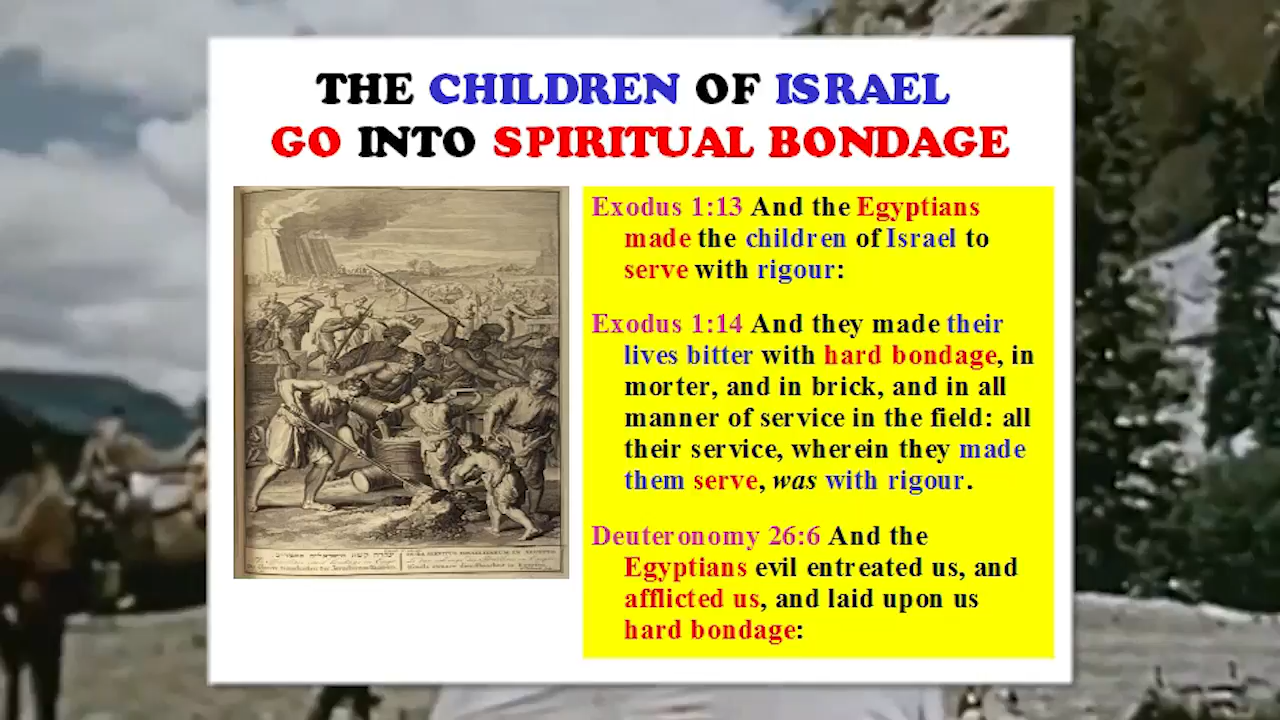 THE CHILDREN OF ISRAEL
GO INTO SPIRITUAL BONDAGE
Exodus 1:13 And the Egyptians
made the children of Israel to
serve with rigour:
Exodus 1:14 And they made their
lives bitter with hard bondage, in
morter, and in brick, and in all
manner of service in the field: all
their service, wherein they made
them serve, was with rigour.
Deuteronomy 26:6 And the
Egyptians evil entreated us, and
afflicted us, and laid upon us
hard bondage: